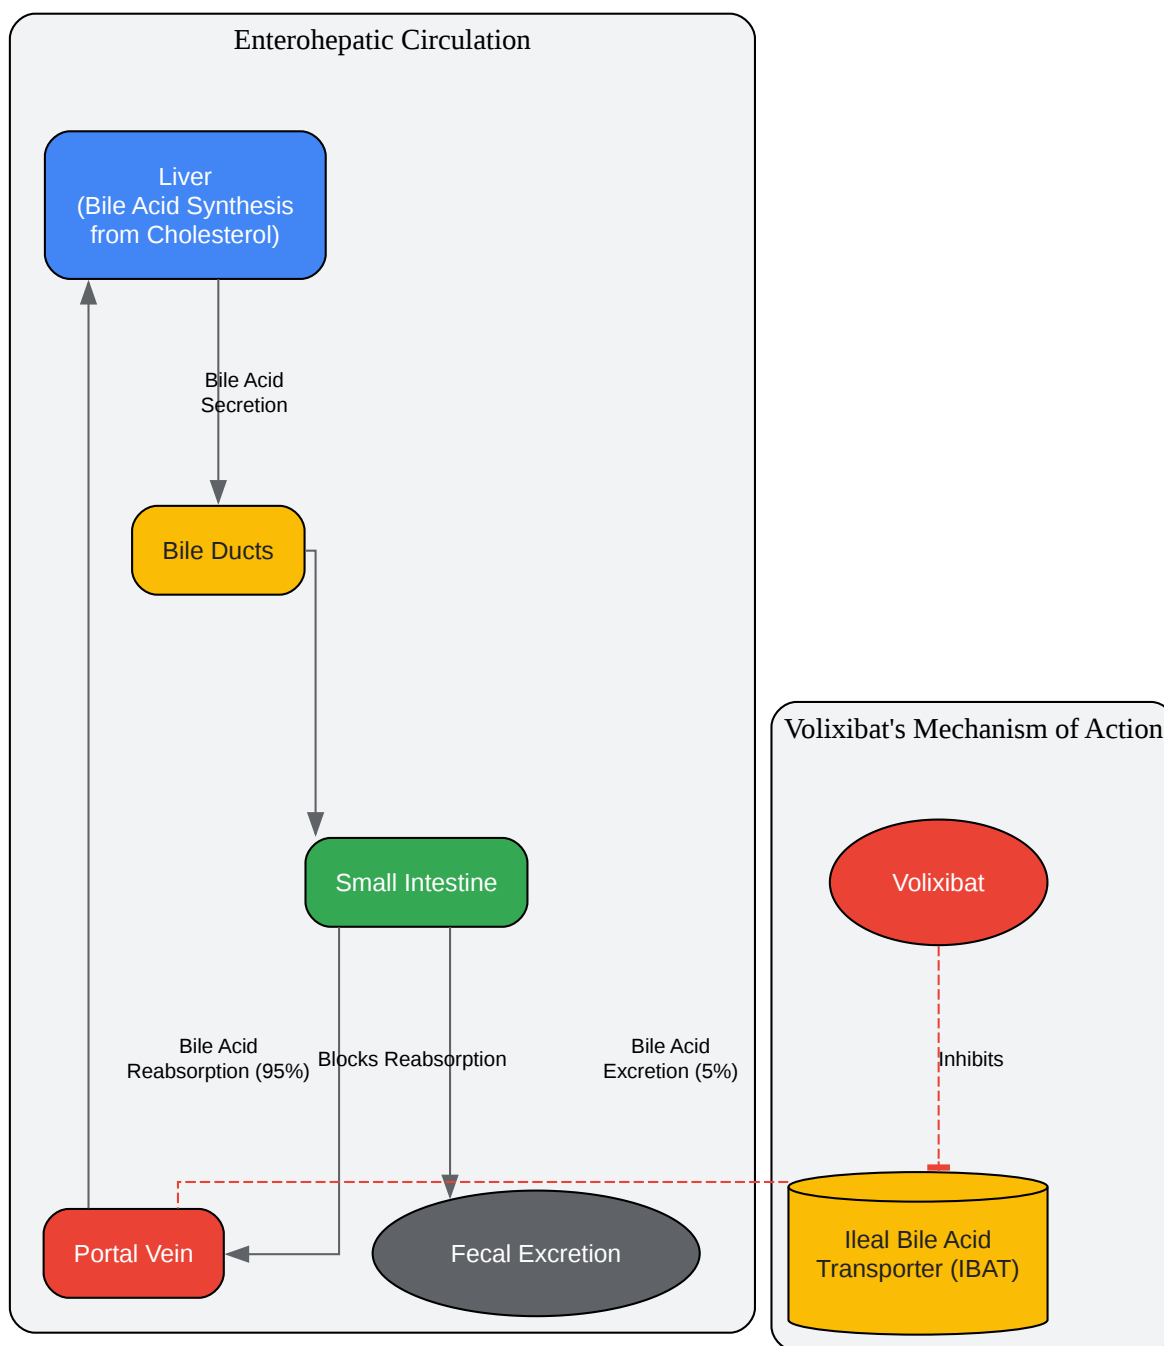 Enterohepatic Circulation
Liver
(Bile Acid Synthesis
from Cholesterol)
Bile Acid
Secretion
Bile Ducts
Volixibat's Mechanism of Action
Small Intestine
Volixibat
Bile Acid
Reabsorption (95%)
Blocks Reabsorption
Bile Acid
Excretion (5%)
Inhibits
Portal Vein
Fecal Excretion
Ileal Bile Acid
Transporter (IBAT)